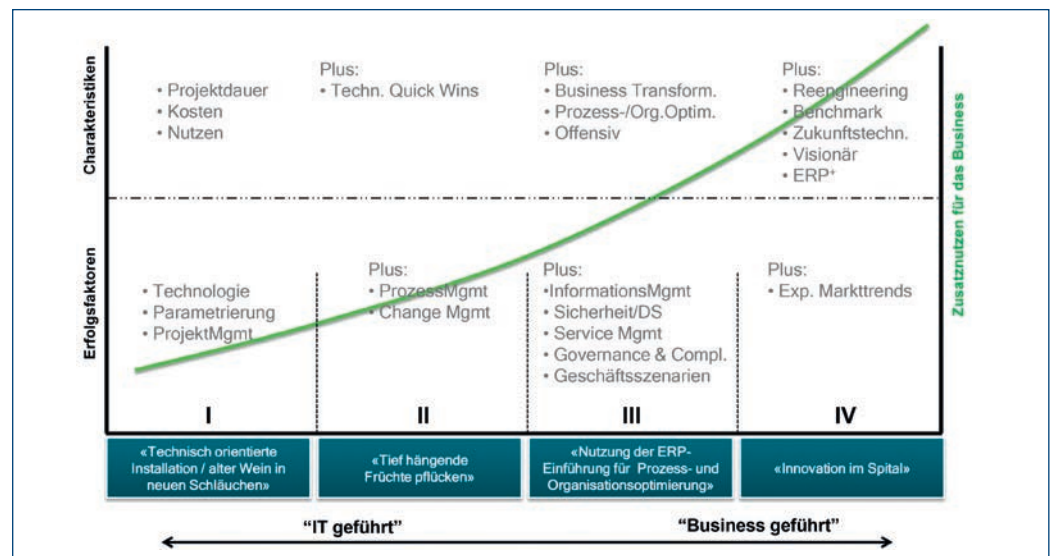 Charakteristiken
• Projektdauer
• Kosten
• Nutzen
Plus:
• Techn. Quick Wins
Plus:
• Business Transform.
• Prozess-/Org.Optim.
• Offensiv
Plus:
• Reengineering
• Benchmark
• Zukunftstechn.
• Visionär
• ERP⁺
Zusatznutzen für das Business
Erfolgsfaktoren
• Technologie
• Parametrierung
• ProjektMgmt
Plus:
• ProzessMgmt
• Change Mgmt
Plus:
•InformationsMgmt
• Sicherheit/DS
• Service Mgmt
• Governance & Compl.
• Geschäftsszenarien
Plus:
• Exp. Markttrends
I
II
III
IV
«Technisch orientierte
Installation / alter Wein in
neuen Schläuchen»
«Tief hängende
Früchte pflücken»
«Nutzung der ERP-
Einführung für Prozess- und
Organisationsoptimierung»
«Innovation im Spital»
"IT geführt"
"Business geführt"